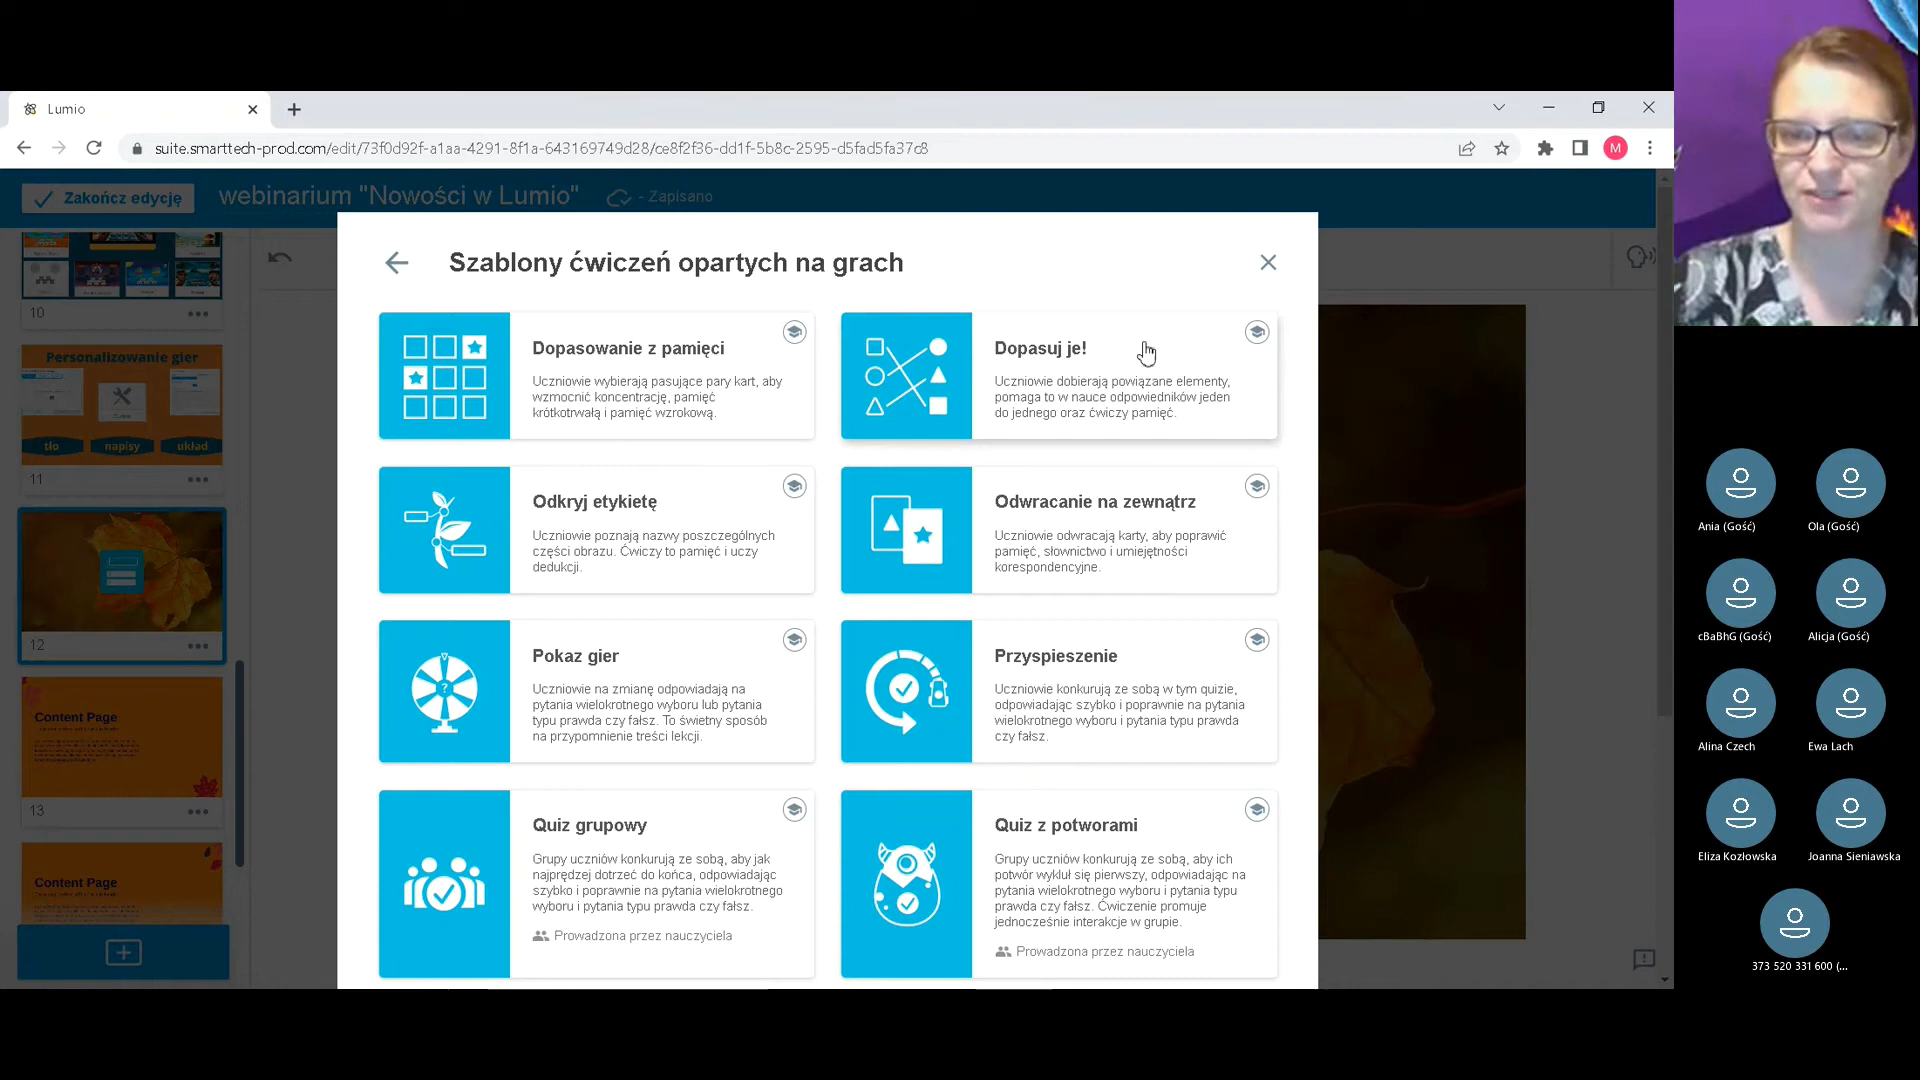 Lumio
suite.smarttech-prod.com/edit/73f0d92f-a1aa-4291-8f1a-643169749d28/ce8f2f36-dd1f-5b8c-2595-d5fad5fa37c8
M
Zakończ edycję
webinarium "Nowości w Lumio"
- Zapisano
10
Personalizowanie gier
tło
napisy
układ
11
12
Content Page
13
Content Page
Szablony ćwiczeń opartych na grach
Dopasowanie z pamięci
Uczniowie wybierają pasujące pary kart, aby
wzmocnić koncentrację, pamięć
krótkotrwałą i pamięć wzrokową.
Dopasuj je!
Uczniowie dobierają powiązane elementy,
pomaga to w nauce odpowiedników jeden
do jednego oraz ćwiczy pamięć.
Odkryj etykietę
Uczniowie poznają nazwy poszczególnych
części obrazu. Ćwiczy to pamięć i uczy
dedukcji.
Odwracanie na zewnątrz
Uczniowie odwracają karty, aby poprawić
pamięć, słownictwo i umiejętności
korespondencyjne.
Pokaz gier
Uczniowie na zmianę odpowiadają na
pytania wielokrotnego wyboru lub pytania
typu prawda czy fałsz. To świetny sposób
na przypomnienie treści lekcji.
Przyspieszenie
Uczniowie konkurują ze sobą w tym quizie,
odpowiadając szybko i poprawnie na pytania
wielokrotnego wyboru i pytania typu prawda
czy fałsz.
Quiz grupowy
Grupy uczniów konkurują ze sobą, aby jak
najprędzej dotrzeć do końca, odpowiadając
szybko i poprawnie na pytania wielokrotnego
wyboru i pytania typu prawda czy fałsz.
Prowadzona przez nauczyciela
Quiz z potworami
Grupy uczniów konkurują ze sobą, aby ich
potwór wykluł się pierwszy, odpowiadając na
pytania wielokrotnego wyboru i pytania typu
prawda czy fałsz. Ćwiczenie promuje
jednocześnie interakcje w grupie.
Prowadzona przez nauczyciela
Ania (Gość)
Ola (Gość)
cBaBhG (Gość)
Alicja (Gość)
Alina Czech
Ewa Lach
Eliza Kozłowska
Joanna Sieniawska
373 520 331 600 (...